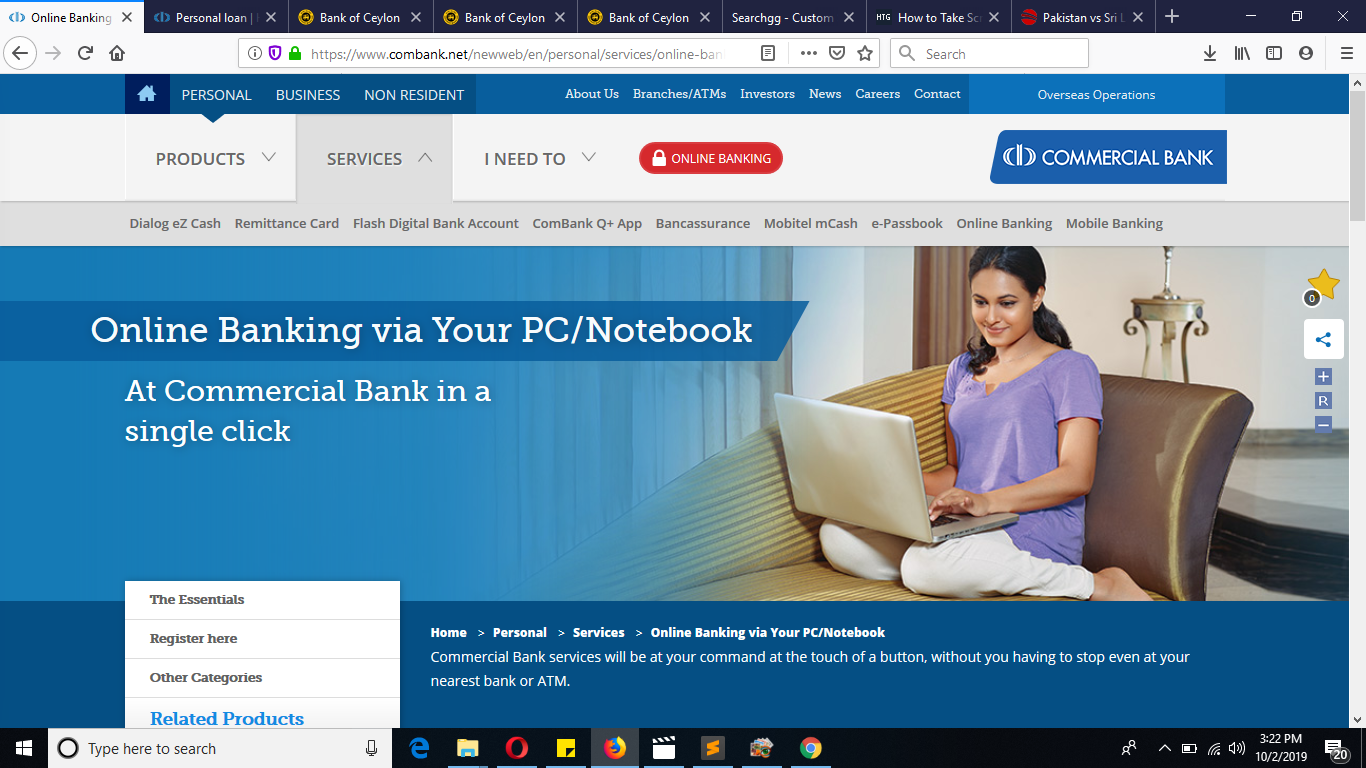 Online Banking
Personal loan |
Bank of Ceylon
Bank of Ceylon
Bank of Ceylon
Searchgg - Custom
HTG How to Take Sc
Pakistan vs Sri L
https://www.combank.net/newweb/en/personal/services/online-ban
Search
PERSONAL
BUSINESS
NON RESIDENT
About Us
Branches/ATMs
Investors
News
Careers
Contact
Overseas Operations
PRODUCTS
SERVICES
I NEED TO
ONLINE BANKING
COMMERCIAL BANK
Dialog eZ Cash
Remittance Card
Flash Digital Bank Account
ComBank Q+ App
Bancassurance
Mobitel mCash
e-Passbook
Online Banking
Mobile Banking
0
Online Banking via Your PC/Notebook
At Commercial Bank in a
single click
+
R
−
The Essentials
Register here
Other Categories
Related Products
Home > Personal > Services > Online Banking via Your PC/Notebook
Commercial Bank services will be at your command at the touch of a button, without you having to stop even at your
nearest bank or ATM.
Type here to search
3:22 PM
10/2/2019
20